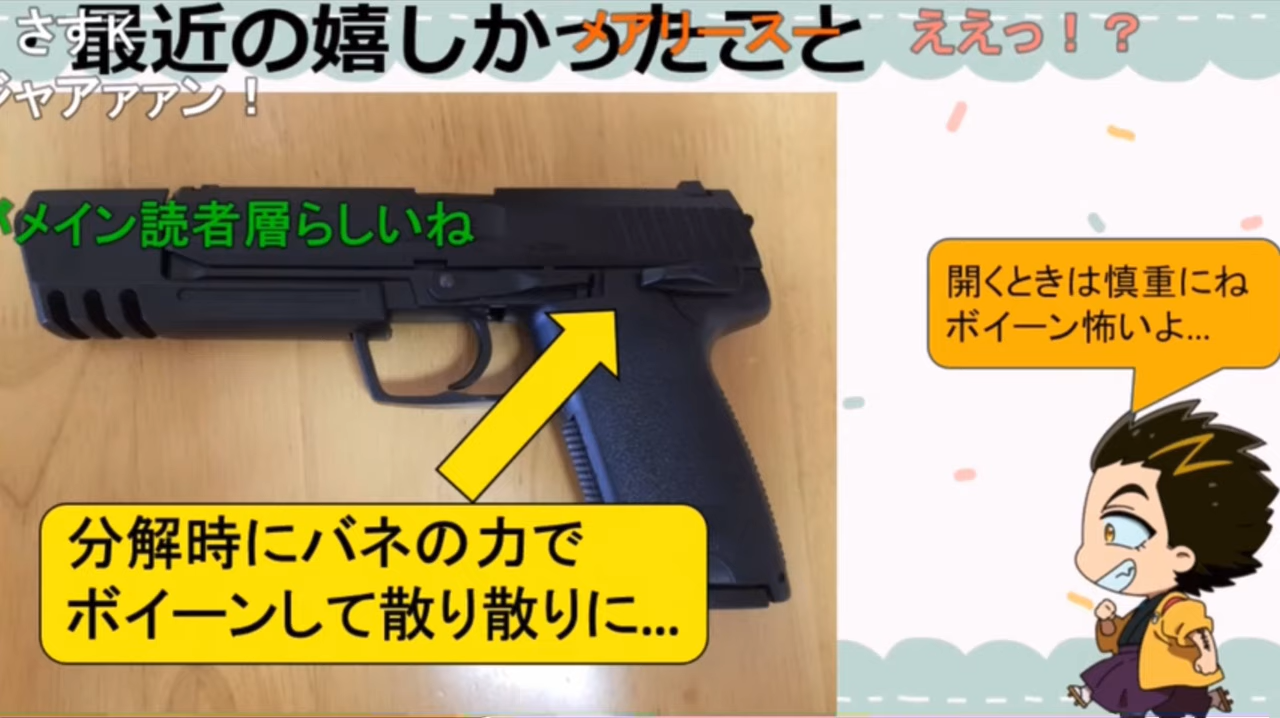 最近の嬉しかったこと
さすK
メアリースー
ええっ！？
ジャアァァン！
がメイン読者層らしいね
開くときは慎重にね
ボイーン怖いよ...
分解時にバネの力で
ボイーンして散り散りに...